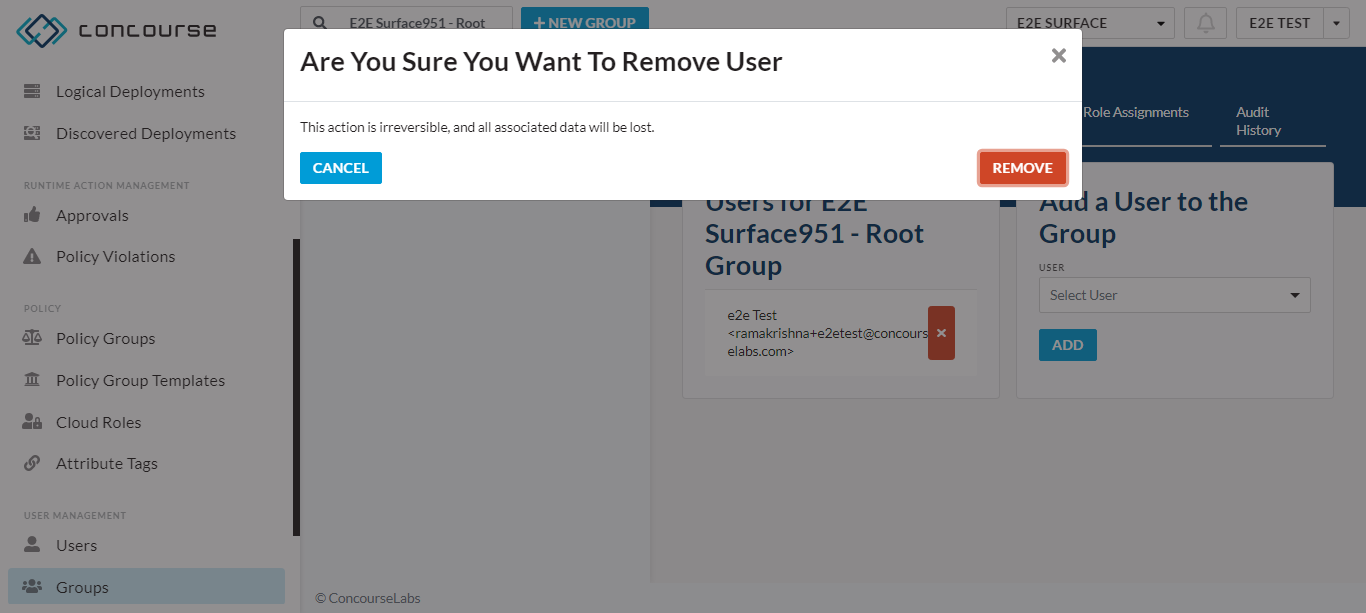 CONCOURSE
E2E Surface951 - Root
+ NEW GROUP
E2E SURFACE
E2E TEST
Are You Sure You Want To Remove User
This action is irreversible, and all associated data will be lost.
CANCEL
REMOVE
Logical Deployments
Discovered Deployments
RUNTIME ACTION MANAGEMENT
Approvals
Policy Violations
POLICY
Policy Groups
Policy Group Templates
Cloud Roles
Attribute Tags
USER MANAGEMENT
Users
Groups
Role Assignments
Audit
History
Users for E2E
Surface951 - Root
Group
e2e Test
<ramakrishna+e2etest@concours
elabs.com>
Add a User to the
Group
USER
Select User
ADD
© ConcourseLabs